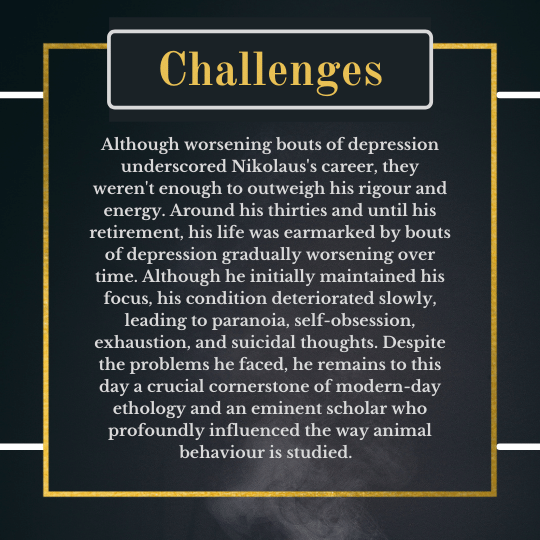 Challenges
Although worsening bouts of depression
underscored Nikolaus's career, they
weren't enough to outweigh his rigour and
energy. Around his thirties and until his
retirement, his life was earmarked by bouts
of depression gradually worsening over
time. Although he initially maintained his
focus, his condition deteriorated slowly,
leading to paranoia, self-obsession,
exhaustion, and suicidal thoughts. Despite
the problems he faced, he remains to this
day a crucial cornerstone of modern-day
ethology and an eminent scholar who
profoundly influenced the way animal
behaviour is studied.